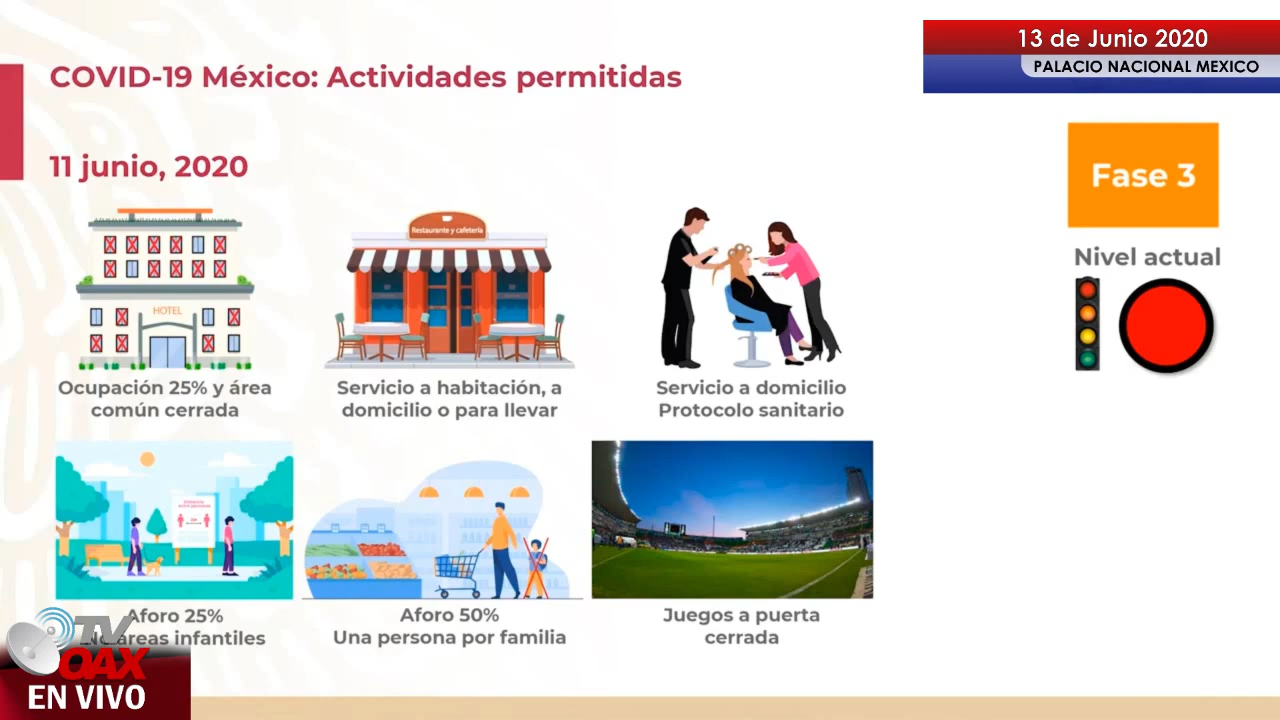 13 de Junio 2020
PALACIO NACIONAL MEXICO
COVID-19 México: Actividades permitidas
11 junio, 2020
Fase 3
Nivel actual
HOTEL
Restaurante y cafetería
Ocupación 25% y área
común cerrada
Servicio a habitación, a
domicilio o para llevar
Servicio a domicilio
Protocolo sanitario
Aforo 25%
áreas infantiles
Aforo 50%
Una persona por familia
Juegos a puerta
cerrada
TV
OAX
EN VIVO